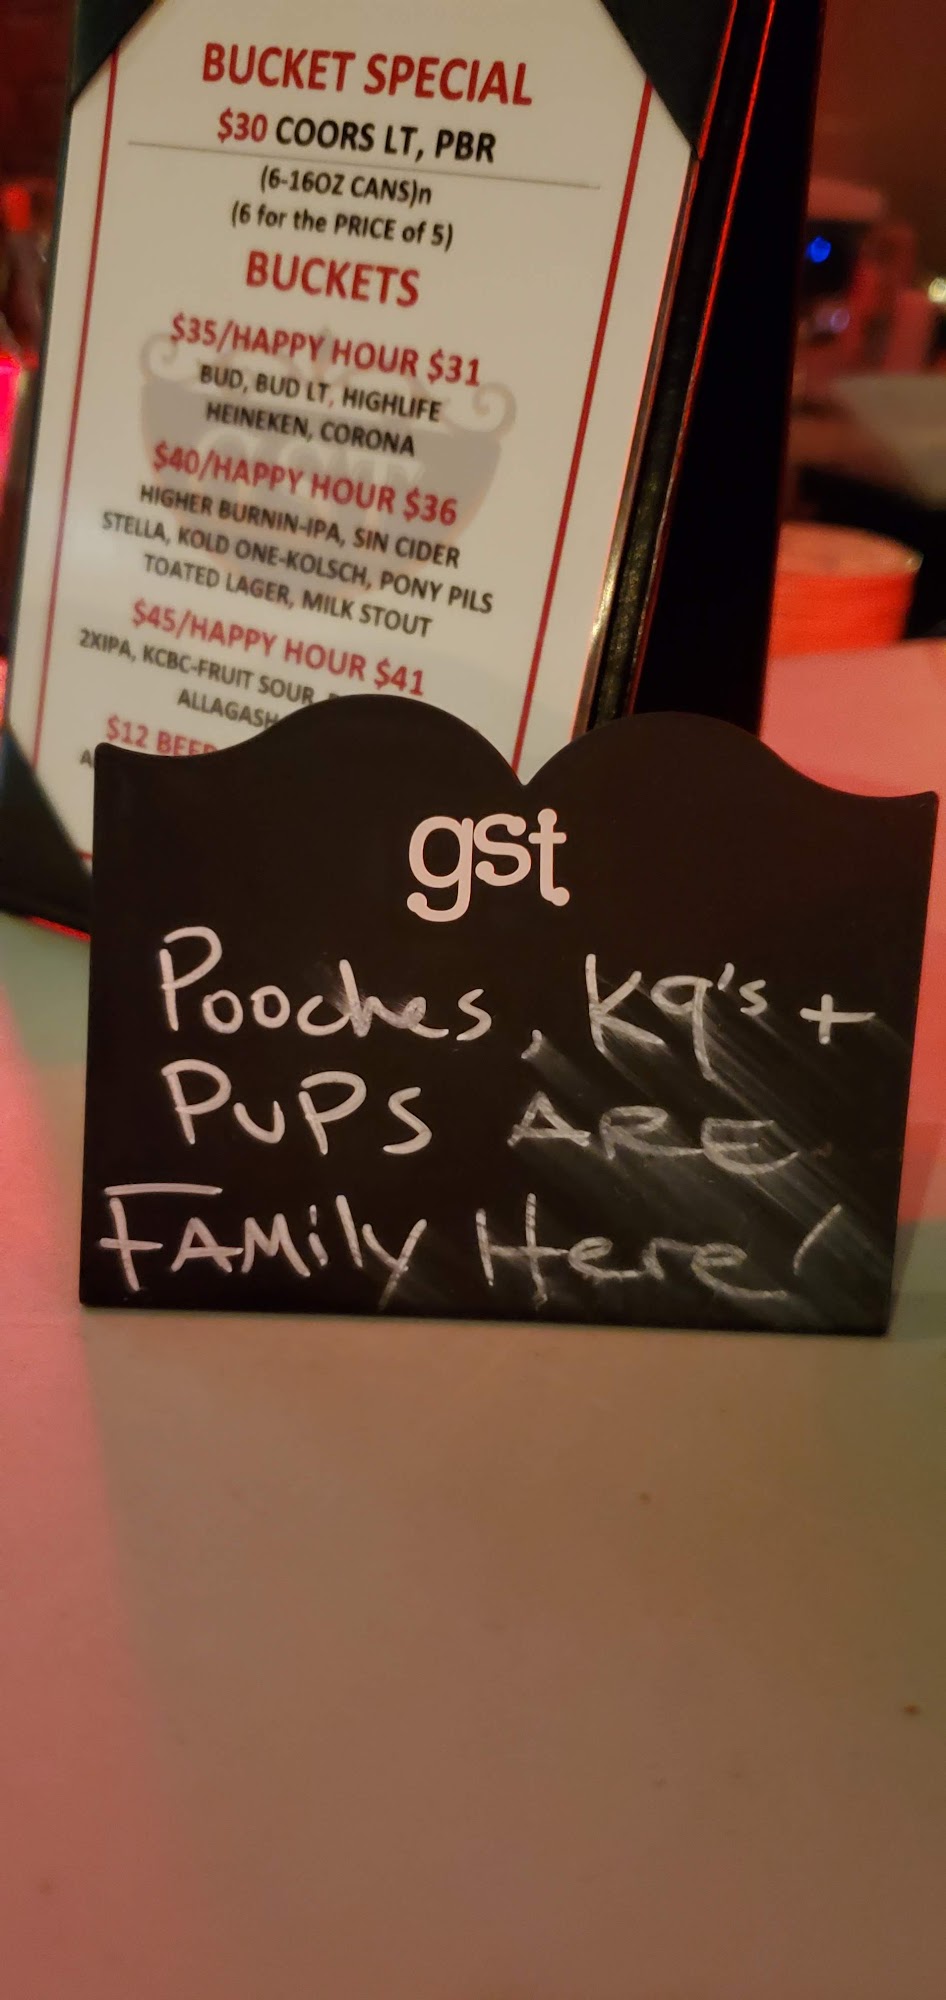 BUCKET SPECIAL
$30 COORS LT, PBR
(6-16OZ CANS)n
(6 for the PRICE of 5)
BUCKETS
$35/HAPPY HOUR $31
BUD, BUD LT, HIGHLIFE
HEINEKEN, CORONA
$40/HAPPY HOUR $36
HIGHER BURNIN-IPA, SIN CIDER
STELLA, KOLD ONE-KOLSCH, PONY PILS
TOATED LAGER, MILK STOUT
$45/HAPPY HOUR $41
2XIPA, KCBC-FRUIT SOUR
ALLAGASH
$12 BEER
gst
Pooches, K9's +
PUPS ARE
FAMily Here!